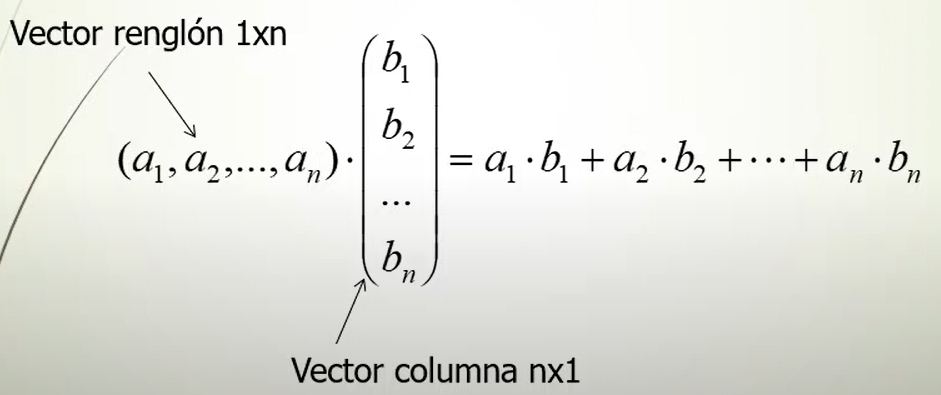 Vector renglón 1xn
(a₁, a₂,..., aₙ) · (b₁ b₂ ... bₙ) = a₁ · b₁ + a₂ · b₂ + ··· + aₙ · bₙ
Vector columna nx1